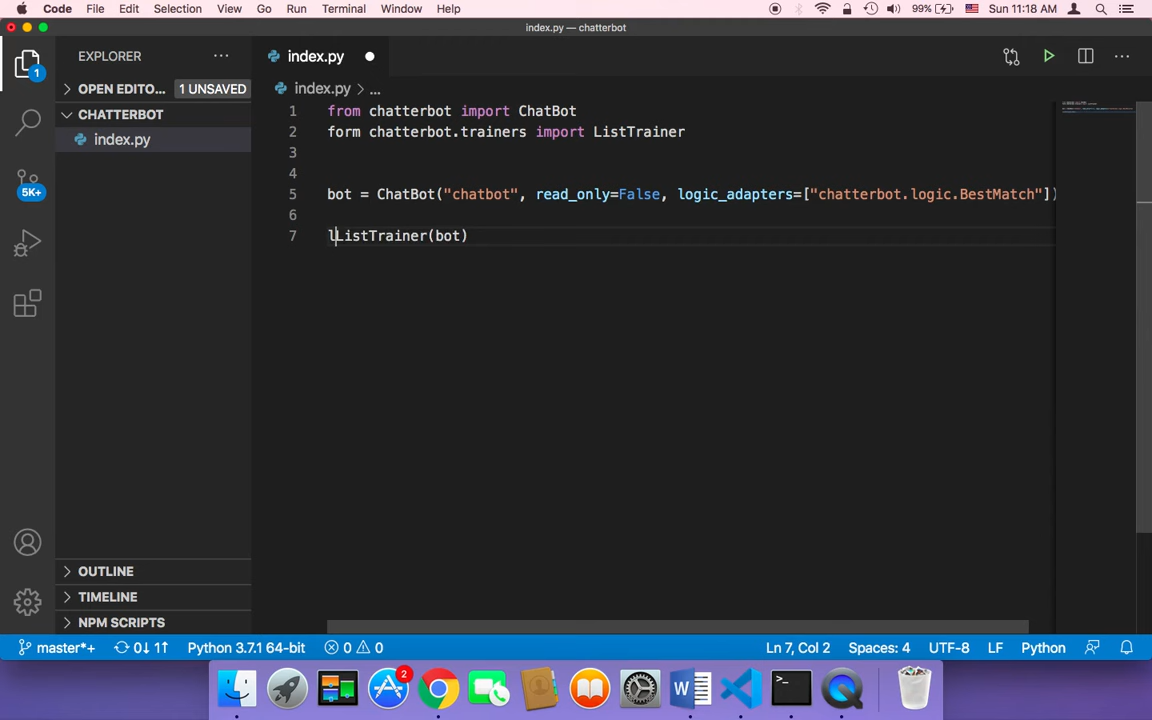 Code File Edit Selection View Go Run Terminal Window Help 99% Sun 11:18 AM
index.py — chatterbot
EXPLORER ···
index.py
1
OPEN EDITO... 1 UNSAVED
index.py > ...
CHATTERBOT
index.py
5K+
1 from chatterbot import ChatBot
2 form chatterbot.trainers import ListTrainer
3
4
5 bot = ChatBot("chatbot", read_only=False, logic_adapters=["chatterbot.logic.BestMatch"])
6
7 lListTrainer(bot)
OUTLINE
TIMELINE
NPM SCRIPTS
master*+ 0↓ 1↑ Python 3.7.1 64-bit 0 0 Ln 7, Col 2 Spaces: 4 UTF-8 LF Python
2
W
>_